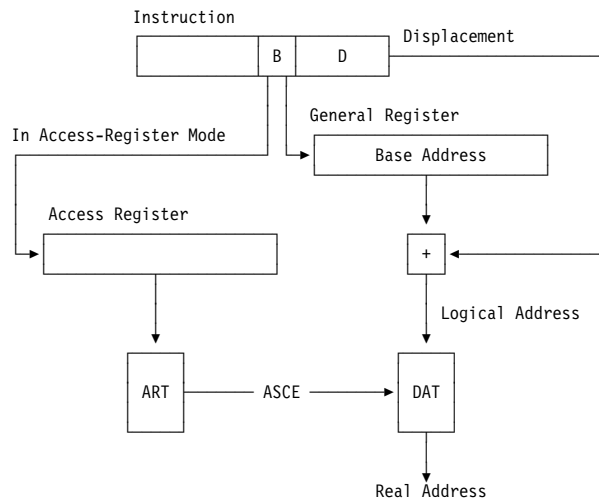 Instruction
Displacement
B
D
General Register
In Access-Register Mode
Base Address
Access Register
+
Logical Address
ART
ASCE
DAT
Real Address